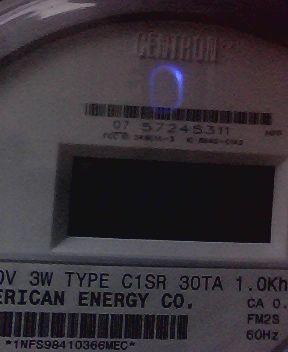 CENTRON
07 57245311
0V 3W TYPE C1SR 30TA 1.0Kh
ERICAN ENERGY CO.
CA 0.
FM2S
60Hz
*1NFS98410366MEC*